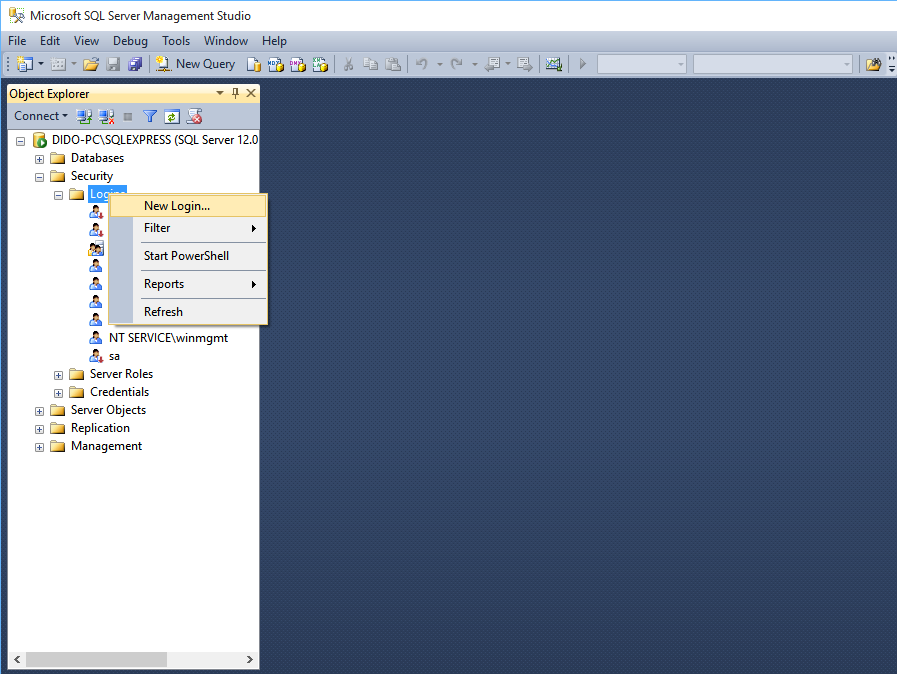 Microsoft SQL Server Management Studio
File Edit View Debug Tools Window Help
New Query
Object Explorer
Connect
DIDO-PC\SQLEXPRESS (SQL Server 12.0
Databases
Security
Logins
New Login...
Filter
Start PowerShell
Reports
Refresh
NT SERVICE\winmgmt
sa
Server Roles
Credentials
Server Objects
Replication
Management